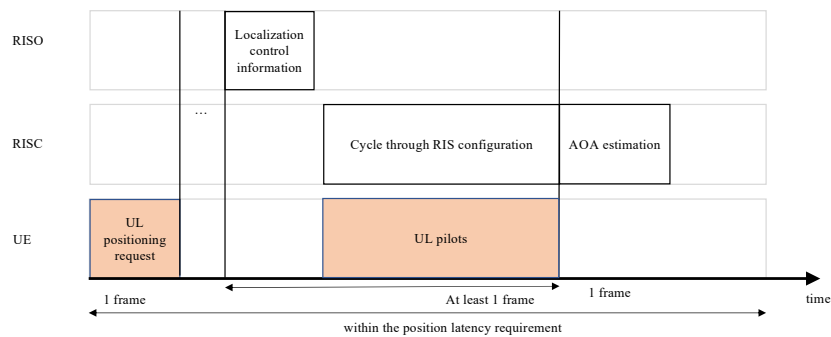 RISO
Localization
control
information
…
RISC
Cycle through RIS configuration
AOA estimation
UE
UL
positioning
request
UL pilots
1 frame
At least 1 frame
1 frame
time
within the position latency requirement